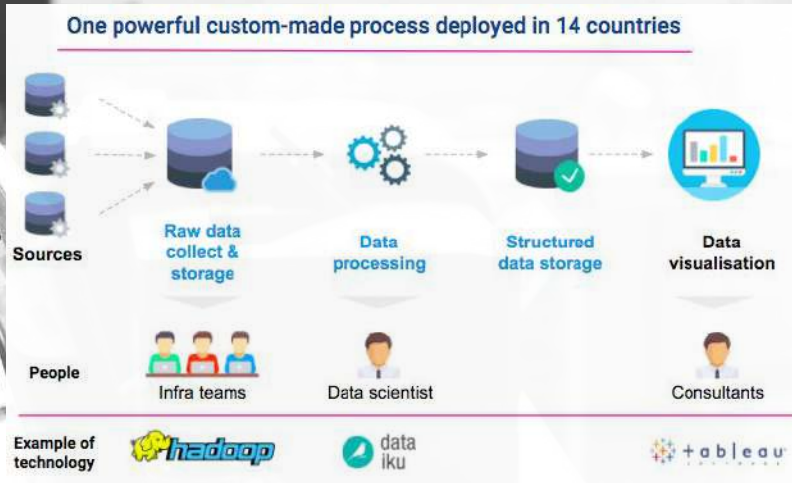 One powerful custom-made process deployed in 14 countries
Sources
Raw data
collect &
storage
Data
processing
Structured
data storage
Data
visualisation
People
Infra teams
Data scientist
Consultants
Example of
technology
hadoop
data
iku
tableau